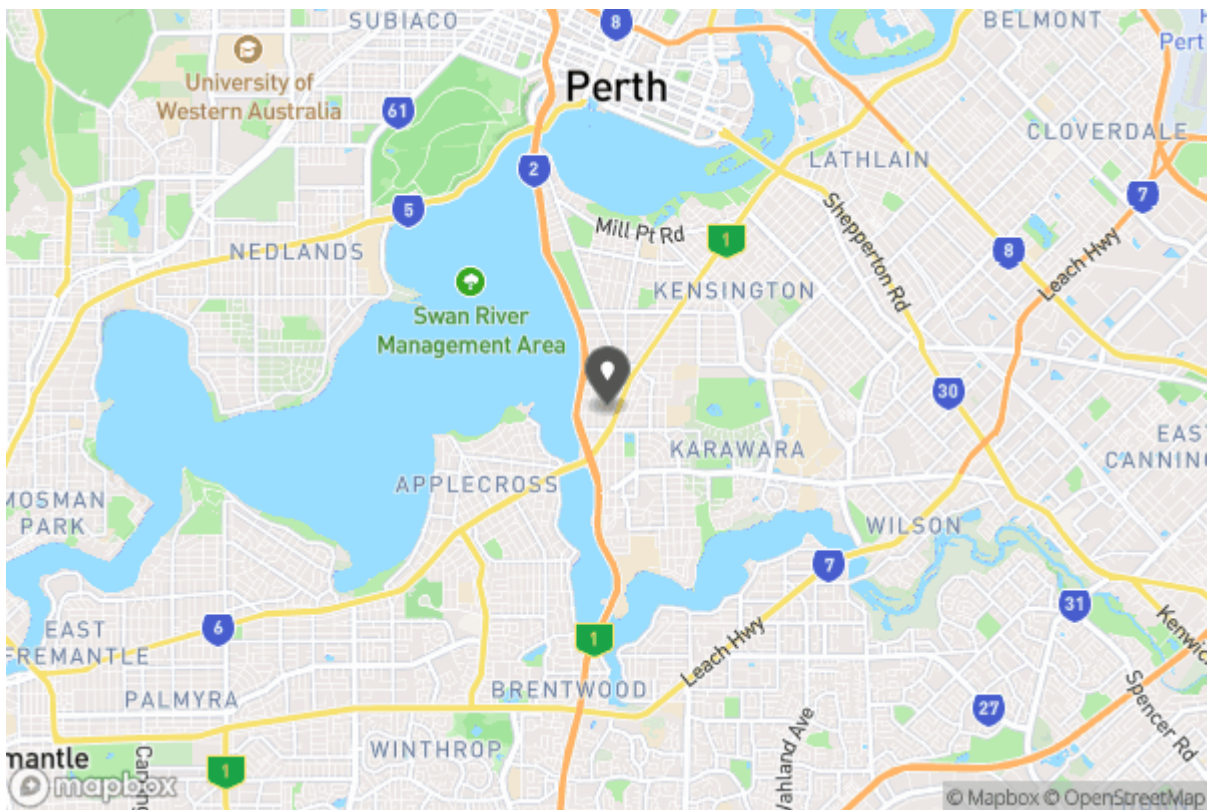 SUBIACO
8
BELMONT
Pert
University of
Western Australia
61
Perth
CLOVERDALE
LATHLAIN
2
7
5
Mill Pt Rd
1
Shepperton Rd
8
Leach Hwy
NEDLANDS
KENSINGTON
Swan River
Management Area
30
KARAWARA
EAST
CANNING
APPLECROSS
MOSMAN
PARK
WILSON
7
31
6
1
EAST
FREMANTLE
Leach Hwy
Kenwick
PALMYRA
BRENTWOOD
27
Spencer Rd
WINTHROP
Vahland Ave
mantle
1
mapbox
© Mapbox © OpenStreetMap